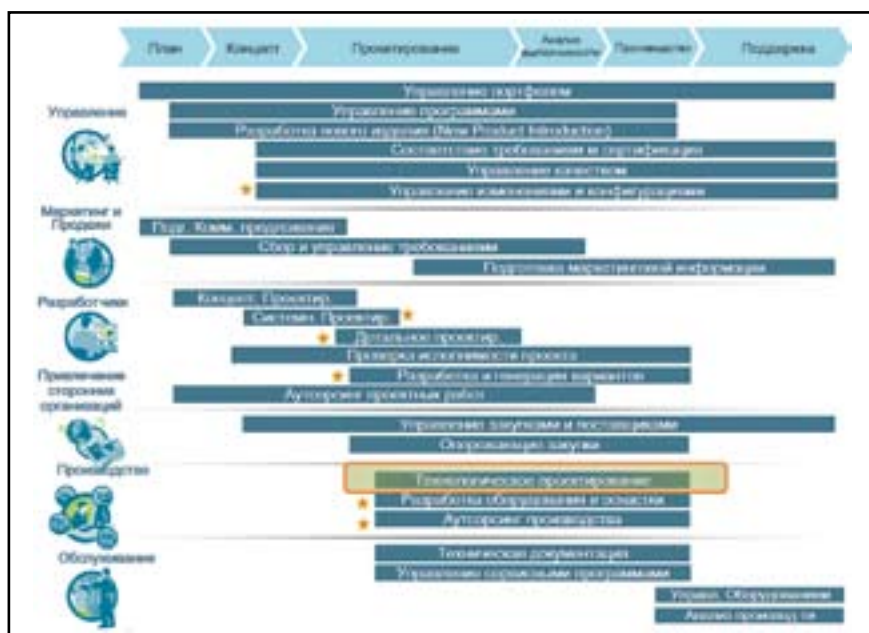 План Концепт Проектирование Анализ выполнимости Производство Поддержка
Управление портфелем
Управление
Управление программами
Разработка нового изделия (New Product Introduction)
Соответствие требованиям и сертификация
Управление качеством
Управление изменениями и конфигурациями
Маркетинг и
Продажи
Подг. Комм. предложения
Сбор и управление требованиями
Подготовка маркетинговой информации
Разработчики
Концепт. Проектир.
Системн. Проектир.
Детальное проектир.
Проверка исполнимости проекта
Привлечение
сторонних
организаций
Разработка и генерация вариантов
Аутсорсинг проектных работ
Управление закупками и поставщиками
Опережающие закупки
Производство
Технологическое проектирование
Разработка оборудования и оснастки
Аутсорсинг производства
Обслуживание
Техническая документация
Управление сервисными программами
Управл. Оборудованием